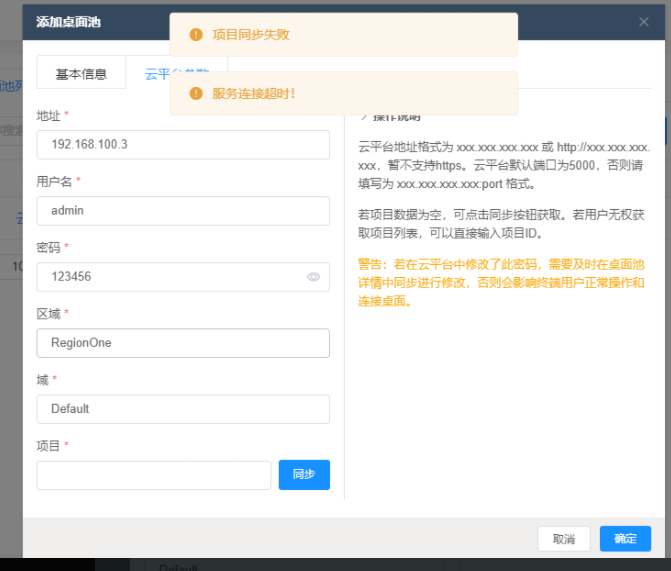 添加桌面池
项目同步失败
服务连接超时！
基本信息
云平台参数
地址 *
192.168.100.3
用户名 *
admin
密码 *
123456
区域 *
RegionOne
域 *
Default
项目 *
同步
操作说明
云平台地址格式为 xxx.xxx.xxx.xxx 或 http://xxx.xxx.xxx.
xxx，暂不支持https。云平台默认端口为5000，否则请
填写为 xxx.xxx.xxx.xxx:port 格式。
若项目数据为空，可点击同步按钮获取。若用户无权获
取项目列表，可以直接输入项目ID。
警告：若在云平台中修改了此密码，需要及时在桌面池
详情中同步进行修改，否则会影响终端用户正常操作和
连接桌面。
取消
确定
Default